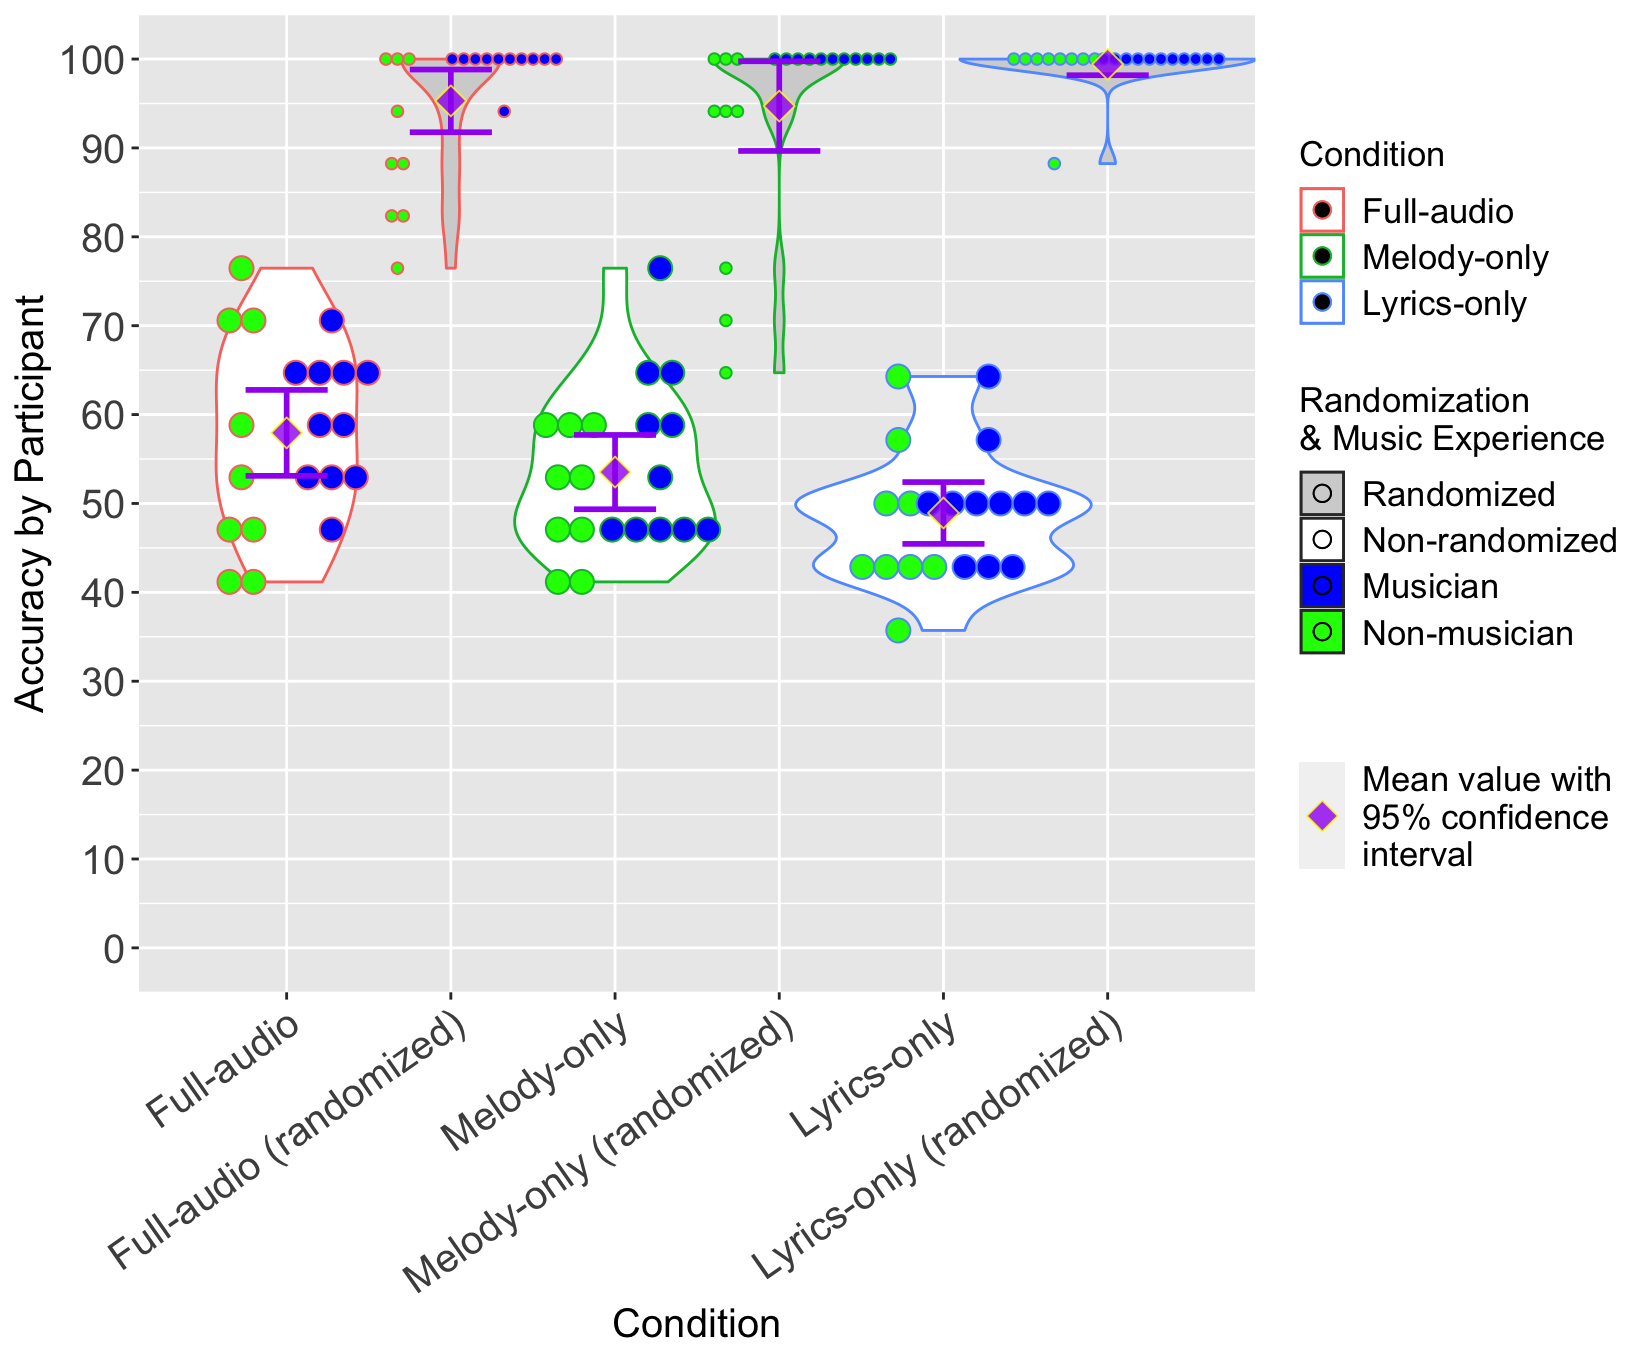 100
90
80
70
60
50
40
30
20
10
0
Accuracy by Participant
Full-audio
Full-audio (randomized)
Melody-only
Melody-only (randomized)
Lyrics-only
Lyrics-only (randomized)
Condition
Condition
Full-audio
Melody-only
Lyrics-only
Randomization
& Music Experience
Randomized
Non-randomized
Musician
Non-musician
Mean value with
95% confidence
interval